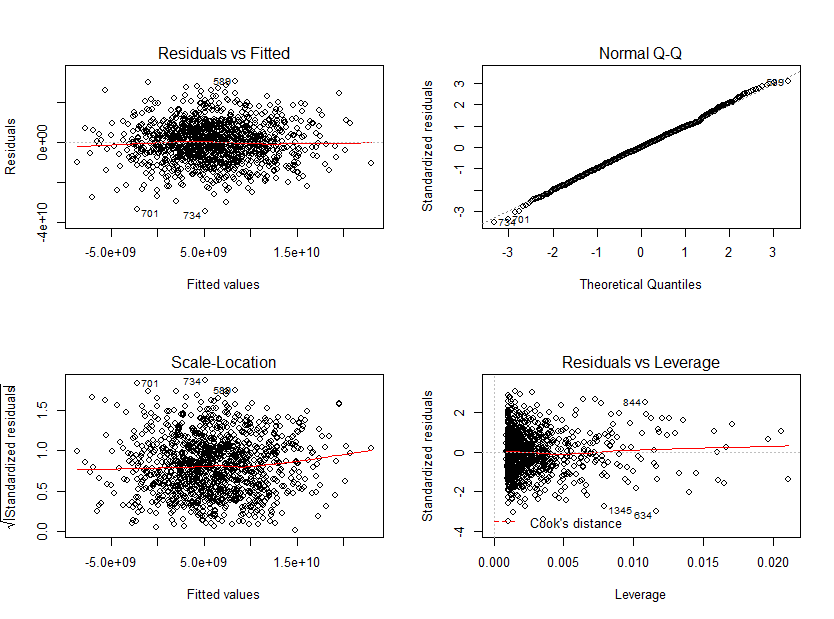 Residuals vs Fitted
Residuals
0e+00
-4e+10
589
701
734
-5.0e+09
5.0e+09
1.5e+10
Fitted values
Normal Q-Q
Standardized residuals
3
2
1
0
-1
-3
589
734
701
-3
-2
-1
0
1
2
3
Theoretical Quantiles
Scale-Location
√|Standardized residuals|
1.5
1.0
0.5
0.0
701
734
589
-5.0e+09
5.0e+09
1.5e+10
Fitted values
Residuals vs Leverage
Standardized residuals
2
0
-2
-4
844
1345
634
Cook's distance
0.000
0.005
0.010
0.015
0.020
Leverage